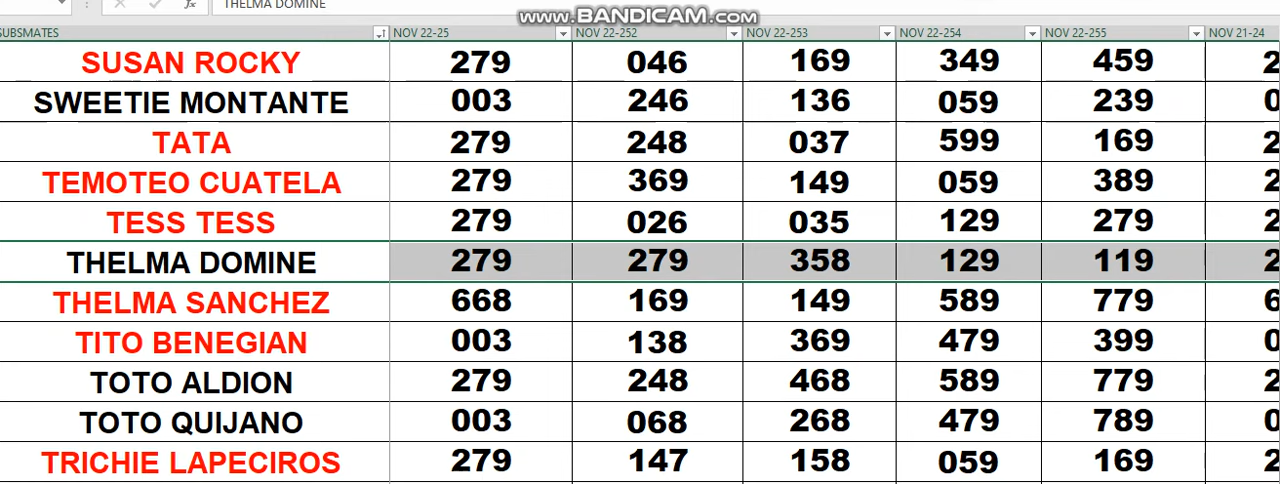 THELMA DOMINE
www.BANDICAM.com
SUBSMATES NOV 22-25 NOV 22-252 NOV 22-253 NOV 22-254 NOV 22-255 NOV 21-24
SUSAN ROCKY 279 046 169 349 459 2
SWEETIE MONTANTE 003 246 136 059 239 0
TATA 279 248 037 599 169 2
TEMOTEO CUATELA 279 369 149 059 389 2
TESS TESS 279 026 035 129 279 2
THELMA DOMINE 279 279 358 129 119 2
THELMA SANCHEZ 668 169 149 589 779 6
TITO BENEGIAN 003 138 369 479 399 0
TOTO ALDION 279 248 468 589 779 2
TOTO QUIJANO 003 068 268 479 789 0
TRICHIE LAPECIROS 279 147 158 059 169 2